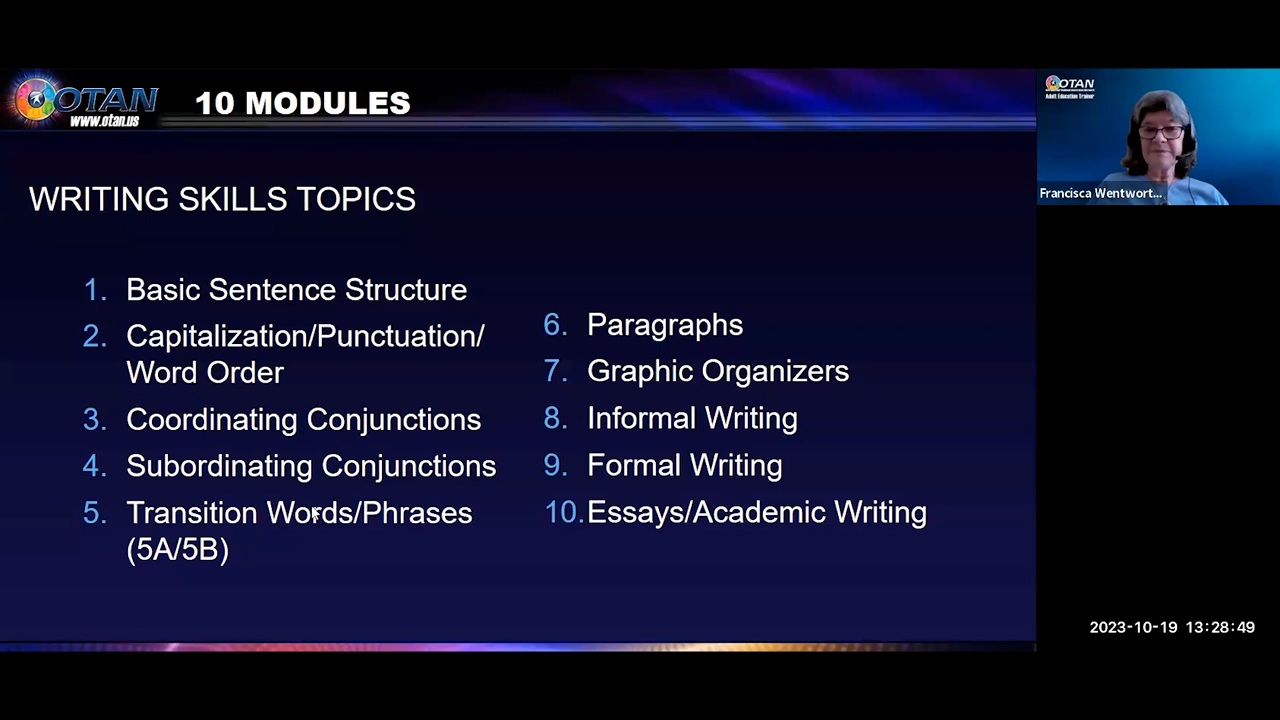 OTAN
www.otan.us
10 MODULES
WRITING SKILLS TOPICS
1. Basic Sentence Structure
2. Capitalization/Punctuation/
Word Order
3. Coordinating Conjunctions
4. Subordinating Conjunctions
5. Transition Words/Phrases
(5A/5B)
6. Paragraphs
7. Graphic Organizers
8. Informal Writing
9. Formal Writing
10. Essays/Academic Writing
OTAN
Adult Education Trainer
Francisca Wentwort...
2023-10-19 13:28:49